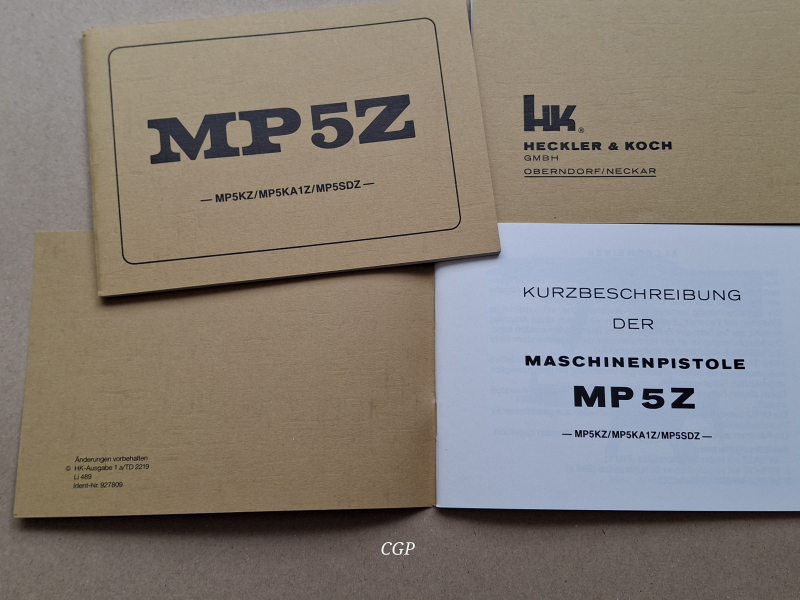 MP5Z
— MP5KZ/MP5KA1Z/MP5SDZ —
HK®
HECKLER & KOCH
GMBH
OBERNDORF/NECKAR
Änderungen vorbehalten
© HK-Ausgabe 1 a/TD 2219
Li 489
Ident-Nr. 927809
KURZBESCHREIBUNG
DER
MASCHINENPISTOLE
MP5Z
— MP5KZ/MP5KA1Z/MP5SDZ —
CGP